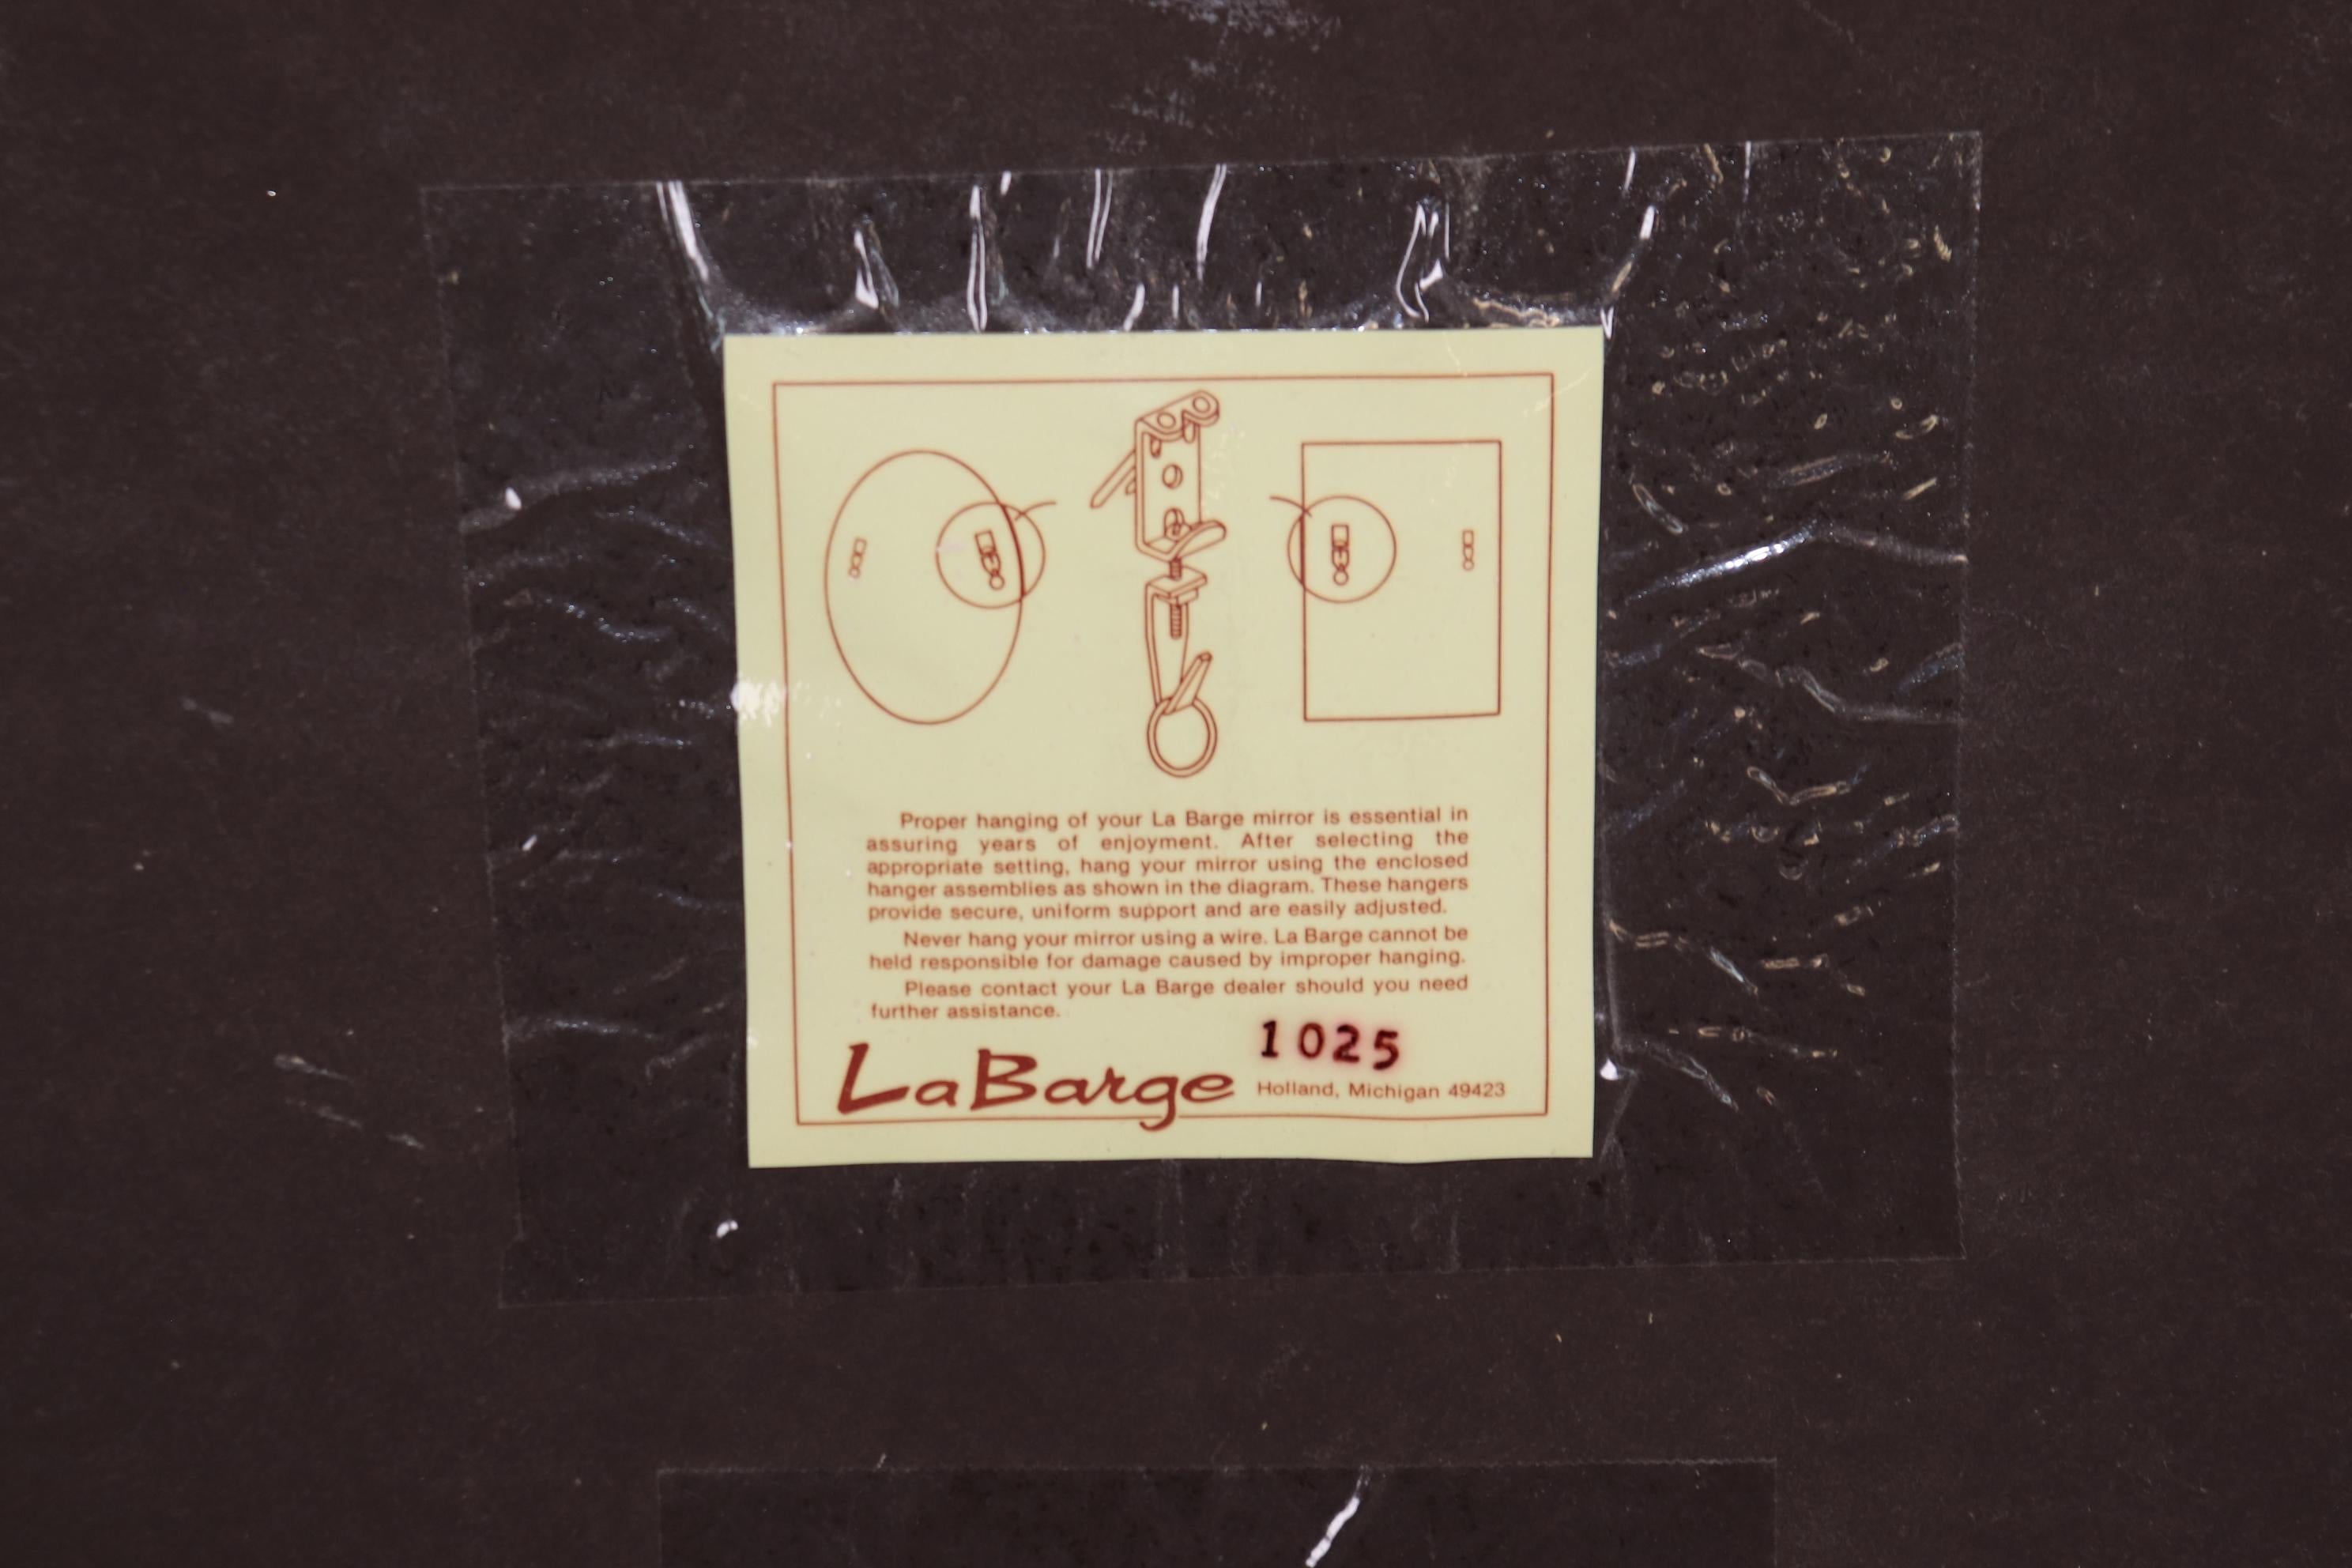 Proper hanging of your La Barge mirror is essential in
assuring years of enjoyment. After selecting the
appropriate setting, hang your mirror using the enclosed
hanger assemblies as shown in the diagram. These hangers
provide secure, uniform support and are easily adjusted.
Never hang your mirror using a wire. La Barge cannot be
held responsible for damage caused by improper hanging.
Please contact your La Barge dealer should you need
further assistance.
1025
LaBarge Holland, Michigan 49423